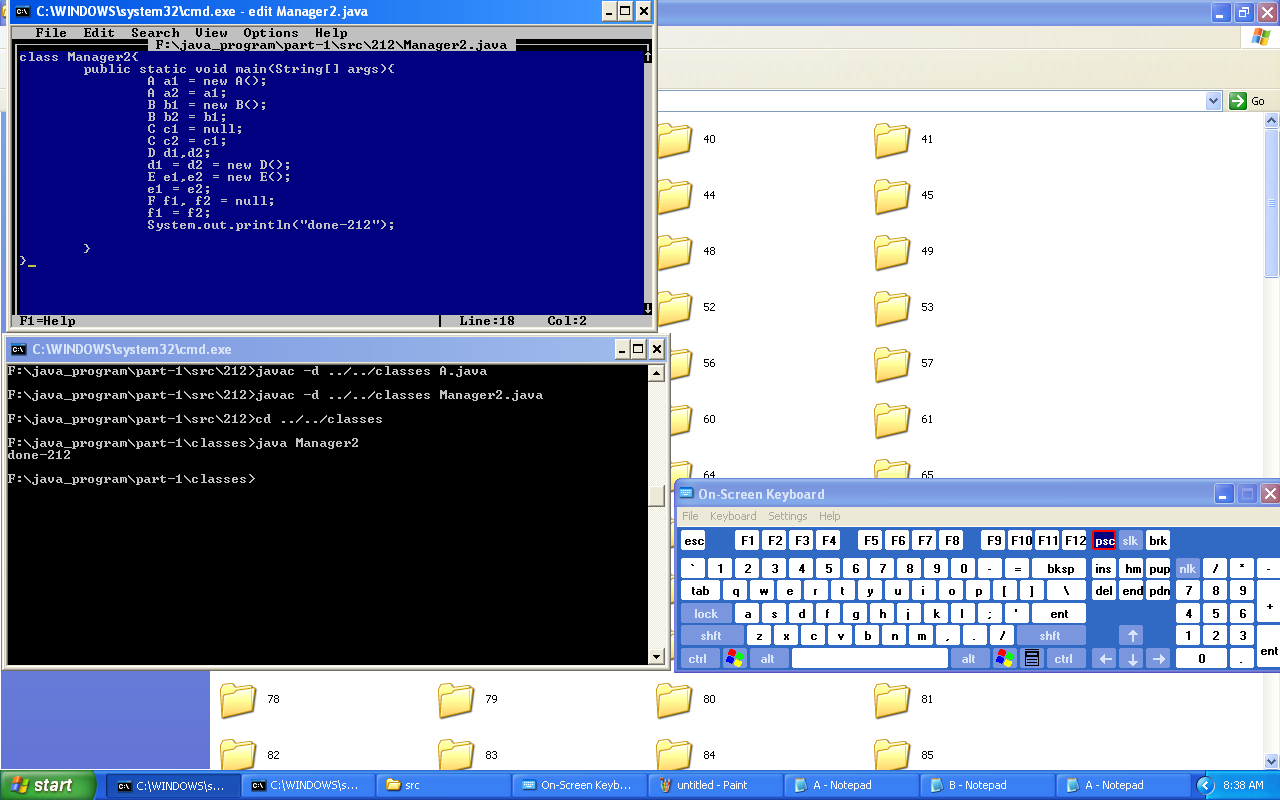 C:\WINDOWS\system32\cmd.exe - edit Manager2.java
File Edit Search View Options Help
F:\java_program\part-1\src\212\Manager2.java
class Manager2{
public static void main(String[] args){
A a1 = new A();
A a2 = a1;
B b1 = new B();
B b2 = b1;
C c1 = null;
C c2 = c1;
D d1,d2;
d1 = d2 = new D();
E e1,e2 = new E();
e1 = e2;
F f1, f2 = null;
f1 = f2;
System.out.println("done-212");
}
}_
F1=Help Line:18 Col:2
Go
40 41
44 45
48 49
52 53
56 57
60 61
64 65
C:\WINDOWS\system32\cmd.exe
F:\java_program\part-1\src\212>javac -d ../../classes A.java
F:\java_program\part-1\src\212>javac -d ../../classes Manager2.java
F:\java_program\part-1\src\212>cd ../../classes
F:\java_program\part-1\classes>java Manager2
done-212
F:\java_program\part-1\classes>
On-Screen Keyboard
File Keyboard Settings Help
esc F1 F2 F3 F4 F5 F6 F7 F8 F9 F10 F11 F12 psc slk brk
` 1 2 3 4 5 6 7 8 9 0 - = bksp ins hm pup nlk / * -
tab q w e r t y u i o p [ ] \ del end pdn 7 8 9 +
lock a s d f g h j k l ; ' ent 4 5 6
shft z x c v b n m , . / shft ↑ 1 2 3 ent
ctrl alt alt ctrl ← ↓ → 0 .
78 79 80 81
82 83 84 85
start C:\WINDOWS\s... C:\WINDOWS\s... src On-Screen Keyb... untitled - Paint A - Notepad B - Notepad A - Notepad 8:38 AM